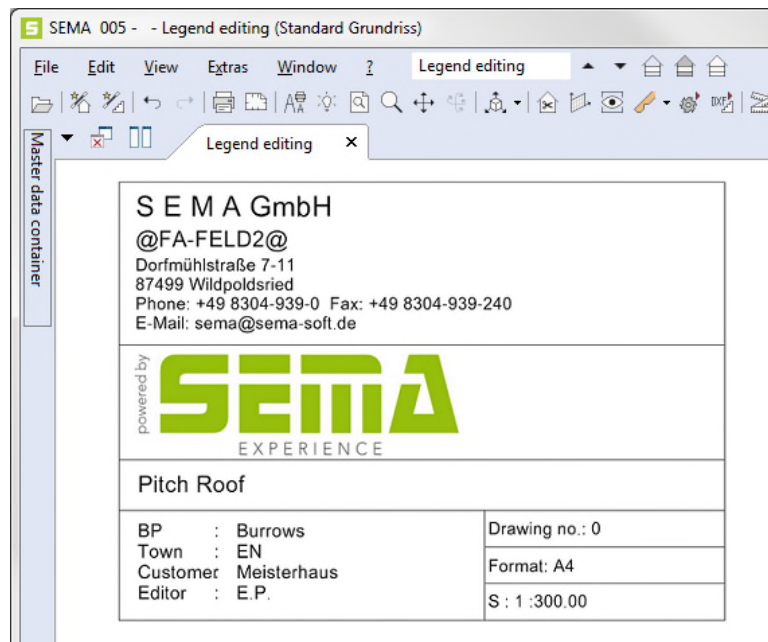 SEMA 005 - - Legend editing (Standard Grundriss)
File Edit View Extras Window ? Legend editing
DXF
Legend editing
Master data container
S E M A GmbH
@FA-FELD2@
Dorfmühlstraße 7-11
87499 Wildpoldsried
Phone: +49 8304-939-0 Fax: +49 8304-939-240
E-Mail: sema@sema-soft.de
powered by
SEMA
EXPERIENCE
Pitch Roof
BP : Burrows
Town : EN
Customer: Meisterhaus
Editor : E.P.
Drawing no.: 0
Format: A4
S : 1 :300.00